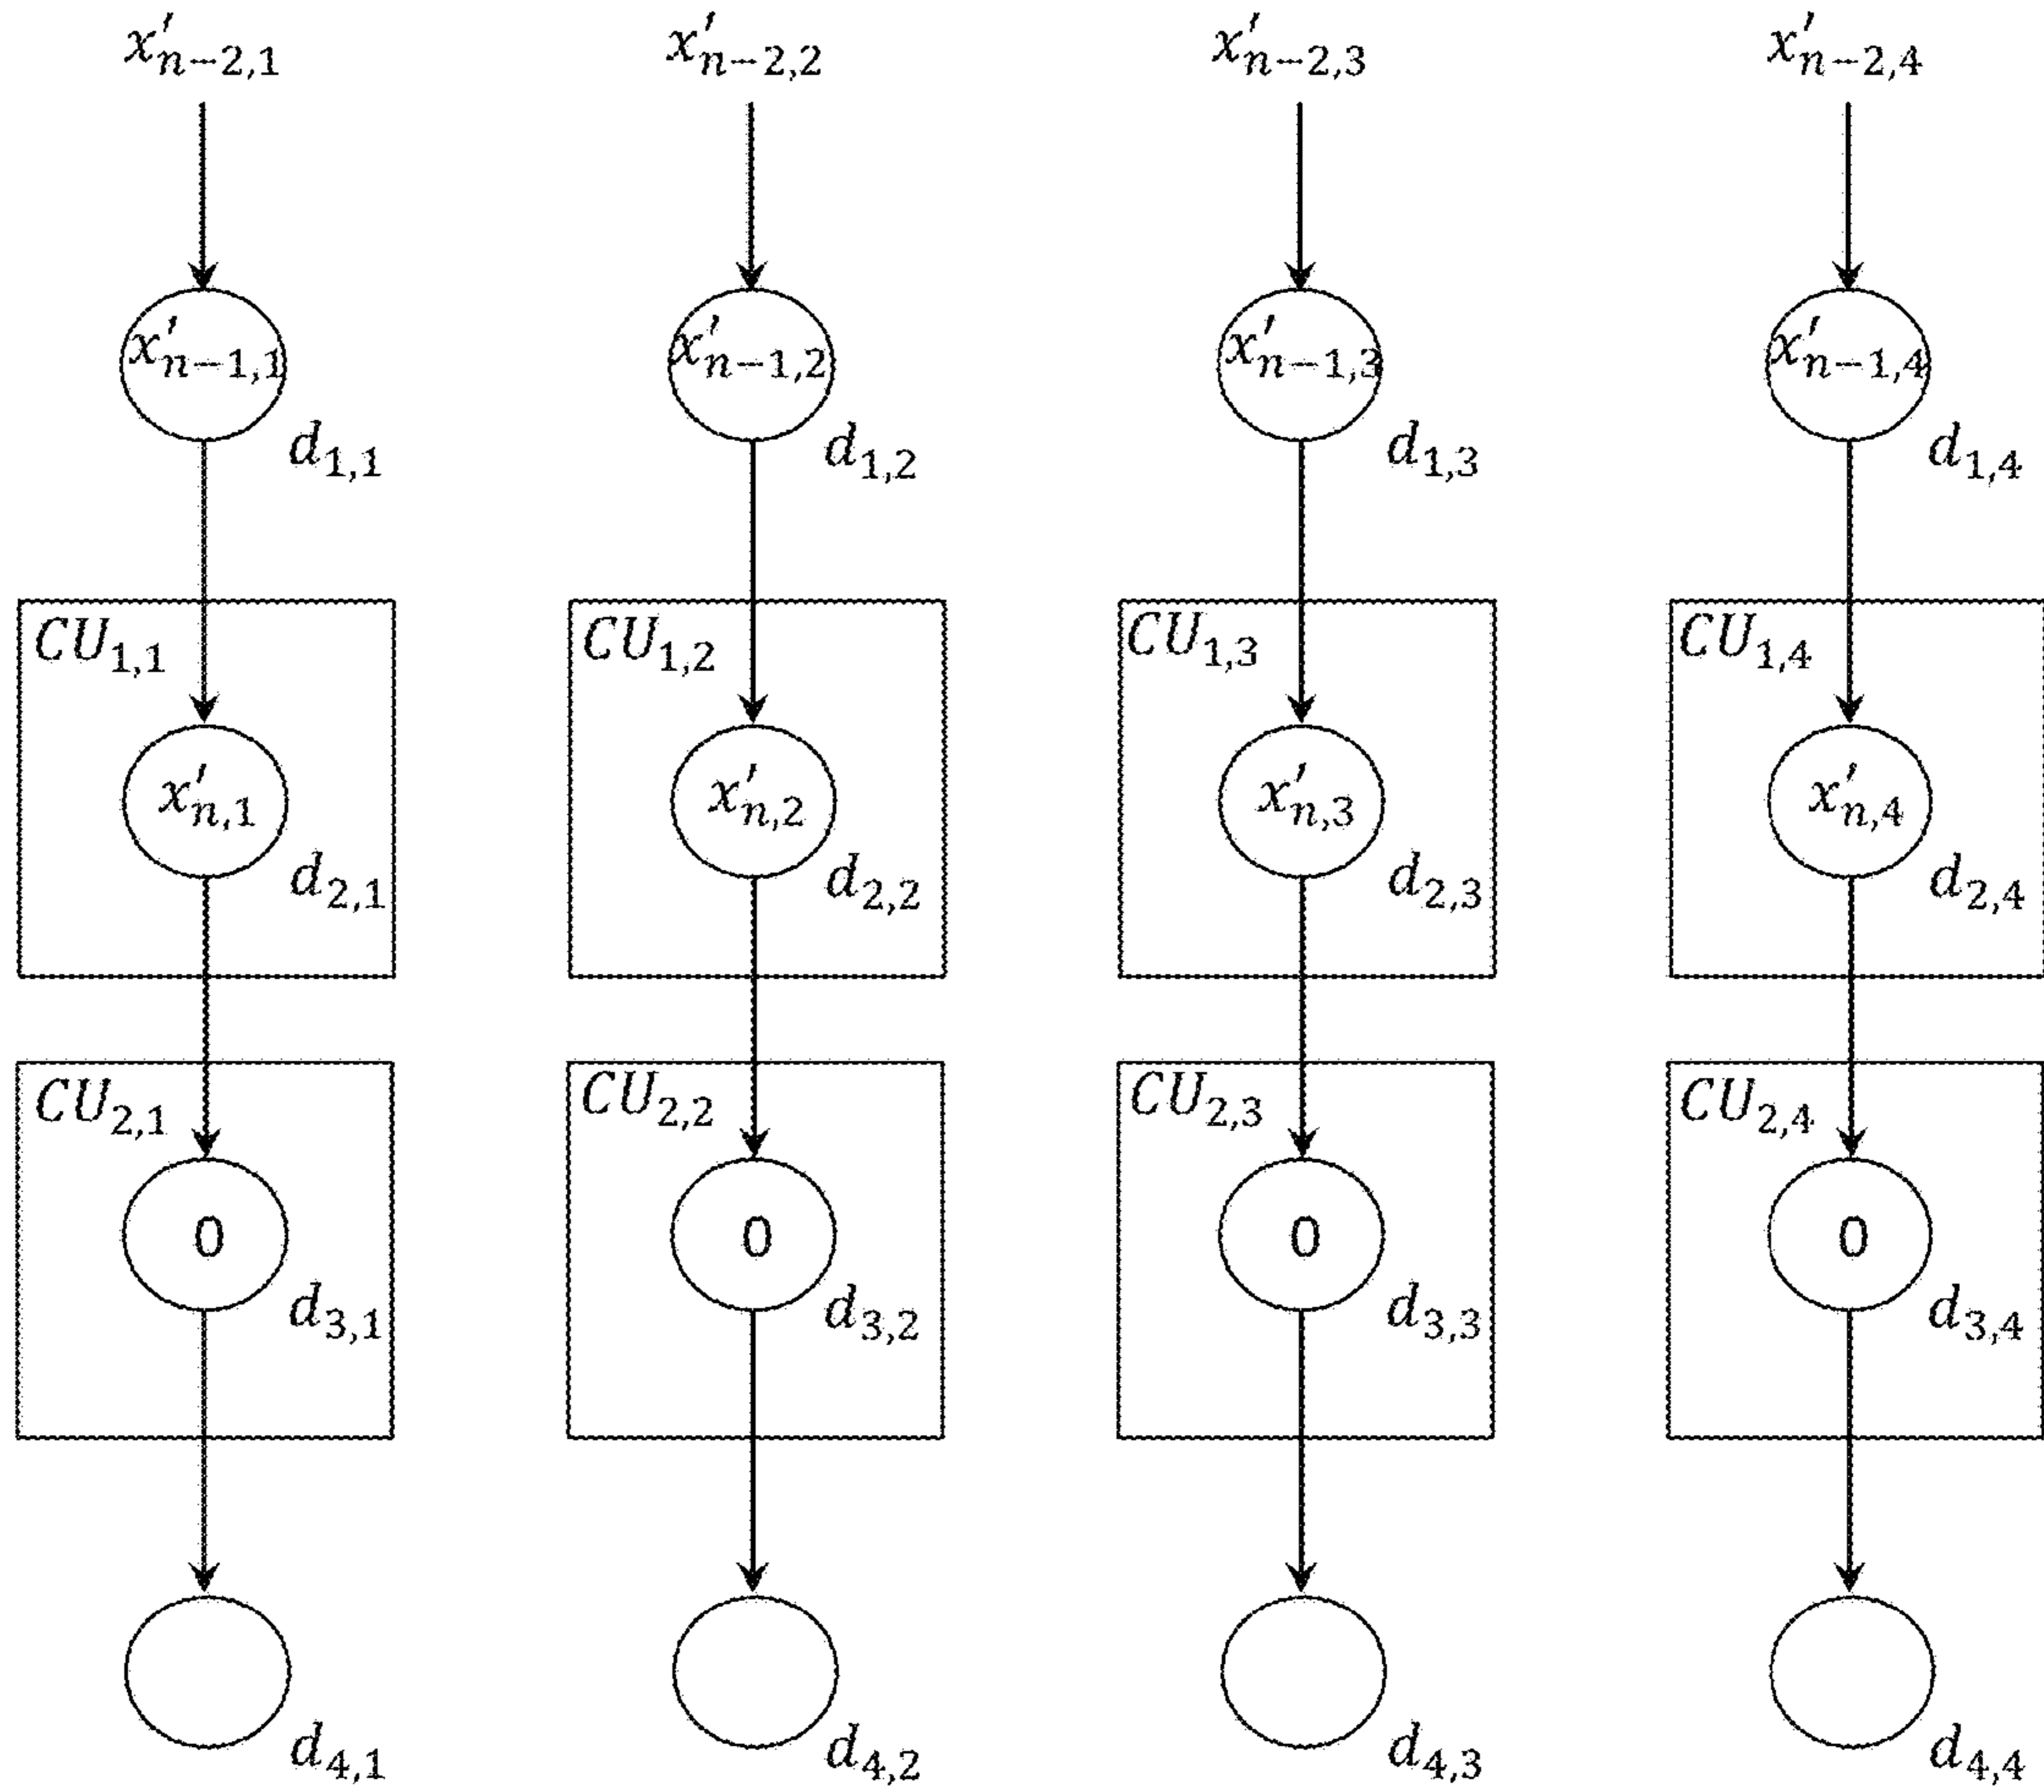 x′n−2,1 x′n−2,2 x′n−2,3 x′n−2,4
x′n−1,1 x′n−1,2 x′n−1,3 x′n−1,4
d1,1 d1,2 d1,3 d1,4
CU1,1 CU1,2 CU1,3 CU1,4
x′n,1 x′n,2 x′n,3 x′n,4
d2,1 d2,2 d2,3 d2,4
CU2,1 CU2,2 CU2,3 CU2,4
0 0 0 0
d3,1 d3,2 d3,3 d3,4
d4,1 d4,2 d4,3 d4,4